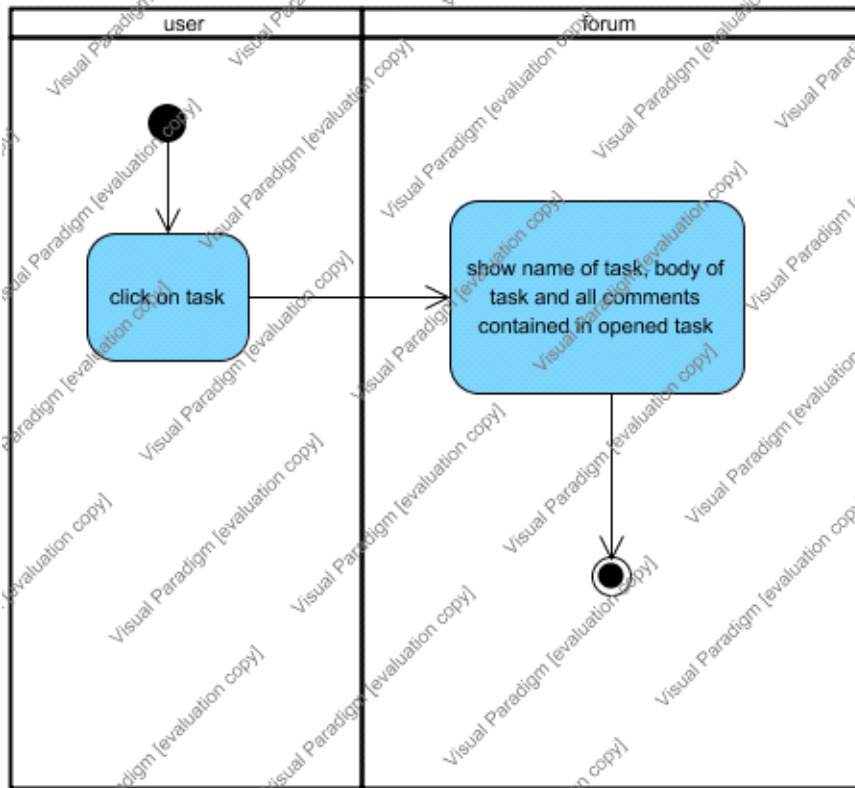 user
forum
click on task
show name of task, body of
task and all comments
contained in opened task
Visual Paradigm [evaluation copy]